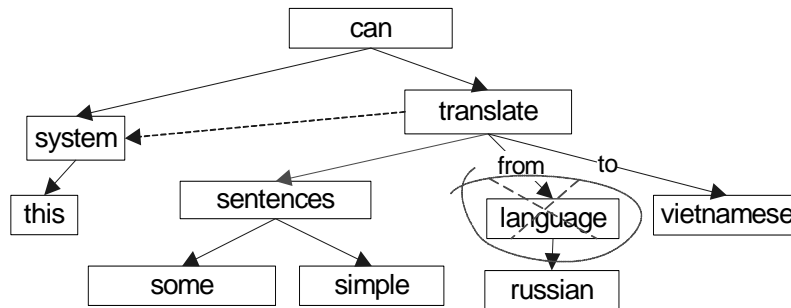 can
translate
system
from to
sentences
this
language
vietnamese
some
simple
russian